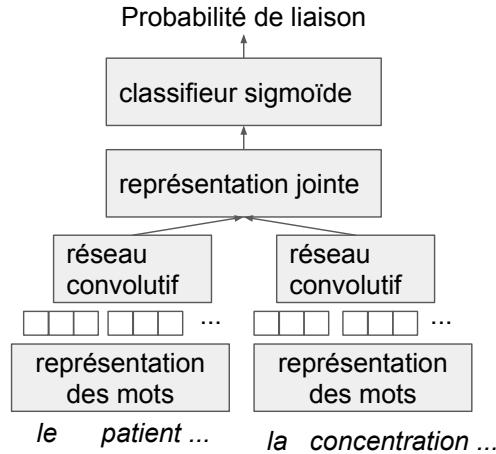 Probabilité de liaison
classifieur sigmoïde
représentation jointe
réseau convolutif
réseau convolutif
... ...
représentation des mots
représentation des mots
le patient ...
la concentration ...